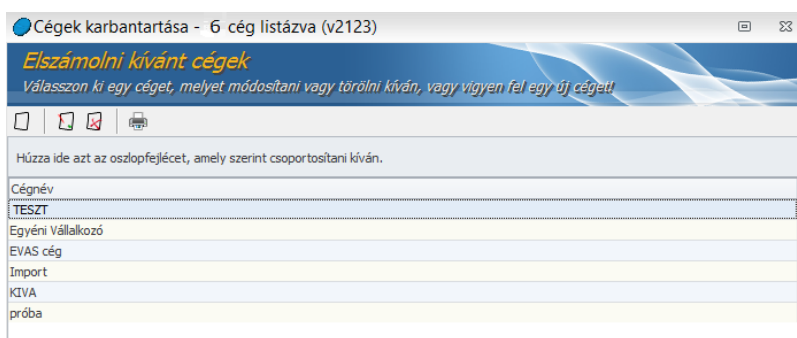 Cégek karbantartása - 6 cég listázva (v2123)
Elszámolni kívánt cégek
Válasszon ki egy céget, melyet módosítani vagy törölni kíván, vagy vigyen fel egy új céget!
Húzza ide azt az oszlopfejlécet, amely szerint csoportosítani kíván.
Cégnév
TESZT
Egyéni Vállalkozó
EVAS cég
Import
KIVA
próba